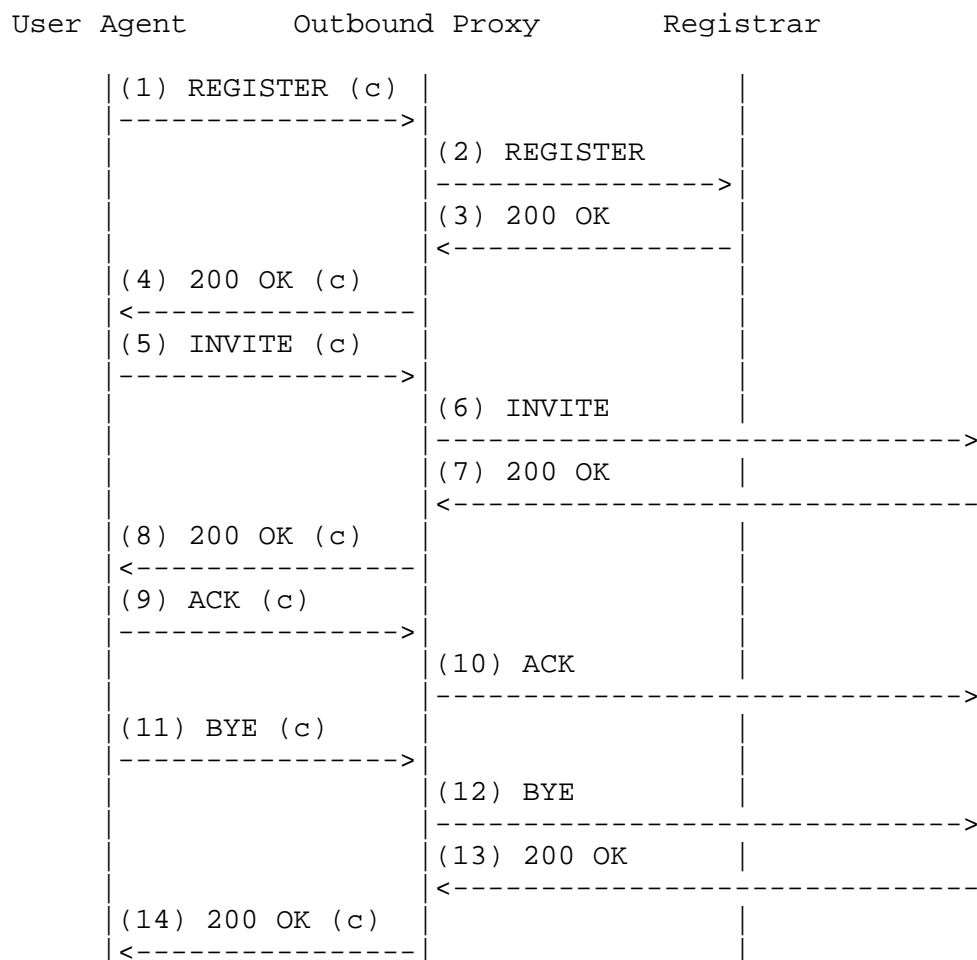 User Agent Outbound Proxy Registrar
(1) REGISTER (c)
(2) REGISTER
(3) 200 OK
(4) 200 OK (c)
(5) INVITE (c)
(6) INVITE
(7) 200 OK
(8) 200 OK (c)
(9) ACK (c)
(10) ACK
(11) BYE (c)
(12) BYE
(13) 200 OK
(14) 200 OK (c)